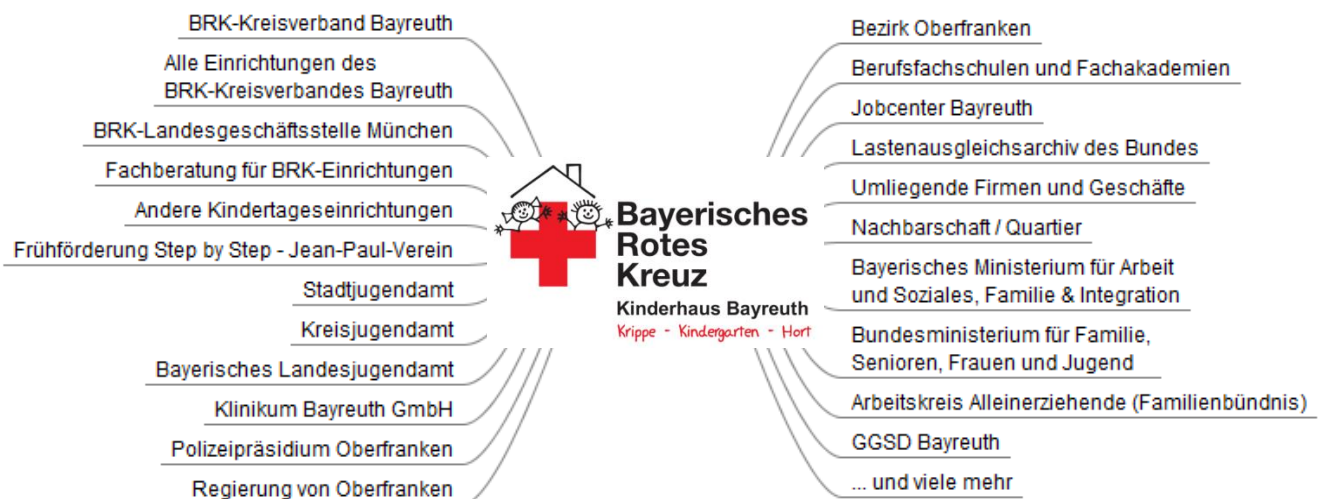 BRK-Kreisverband Bayreuth
Alle Einrichtungen des
BRK-Kreisverbandes Bayreuth
BRK-Landesgeschäftsstelle München
Fachberatung für BRK-Einrichtungen
Andere Kindertageseinrichtungen
Frühförderung Step by Step - Jean-Paul-Verein
Stadtjugendamt
Kreisjugendamt
Bayerisches Landesjugendamt
Klinikum Bayreuth GmbH
Polizeipräsidium Oberfranken
Regierung von Oberfranken
Bayerisches
Rotes
Kreuz
Kinderhaus Bayreuth
Krippe - Kindergarten - Hort
Bezirk Oberfranken
Berufsfachschulen und Fachakademien
Jobcenter Bayreuth
Lastenausgleichsarchiv des Bundes
Umliegende Firmen und Geschäfte
Nachbarschaft / Quartier
Bayerisches Ministerium für Arbeit
und Soziales, Familie & Integration
Bundesministerium für Familie,
Senioren, Frauen und Jugend
Arbeitskreis Alleinerziehende (Familienbündnis)
GGSD Bayreuth
... und viele mehr